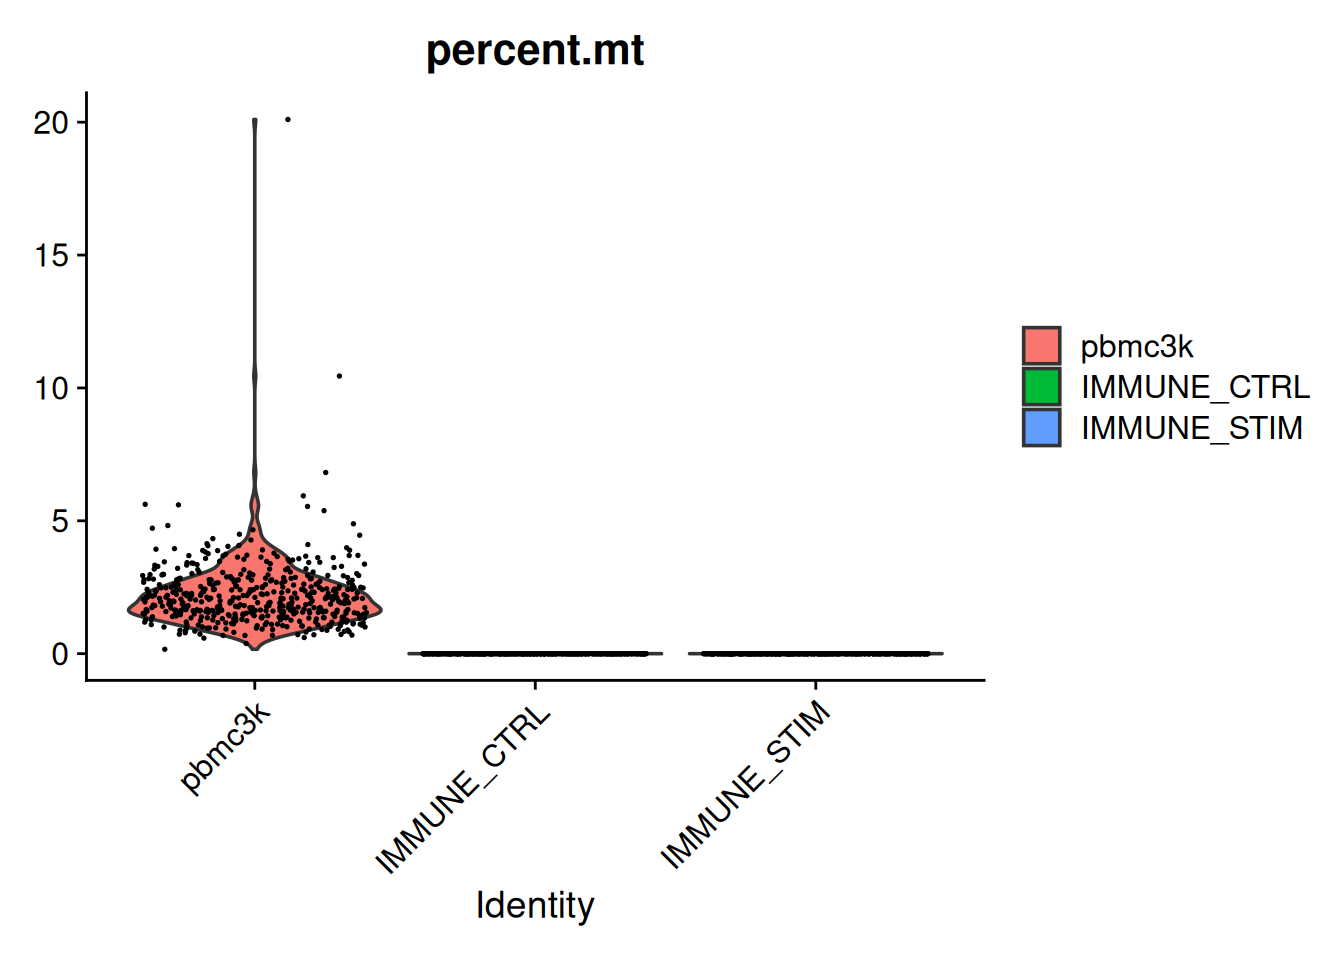 percent.mt
20
15
10
5
0
pbmc3k
IMMUNE_CTRL
IMMUNE_STIM
Identity
pbmc3k
IMMUNE_CTRL
IMMUNE_STIM